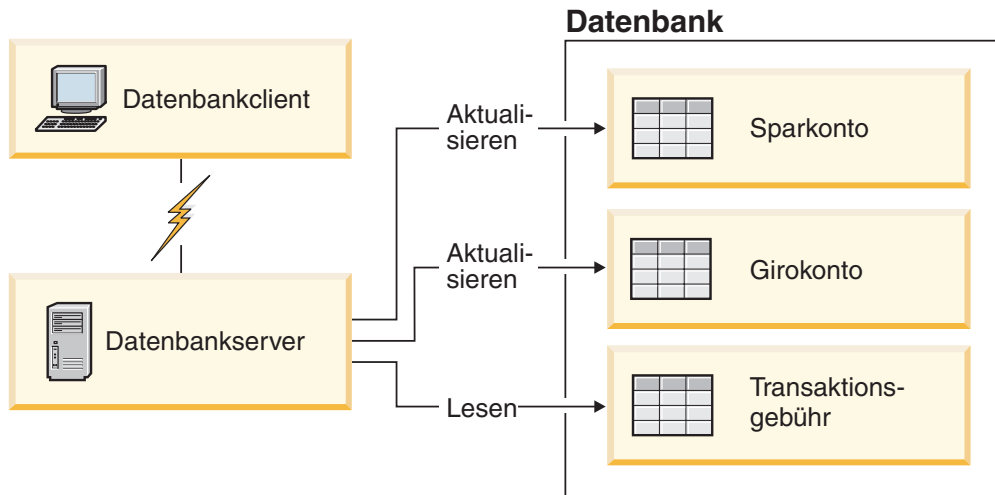 Datenbank
Datenbankclient
Aktuali-
sieren
Sparkonto
Aktuali-
sieren
Girokonto
Datenbankserver
Lesen
Transaktions-
gebühr